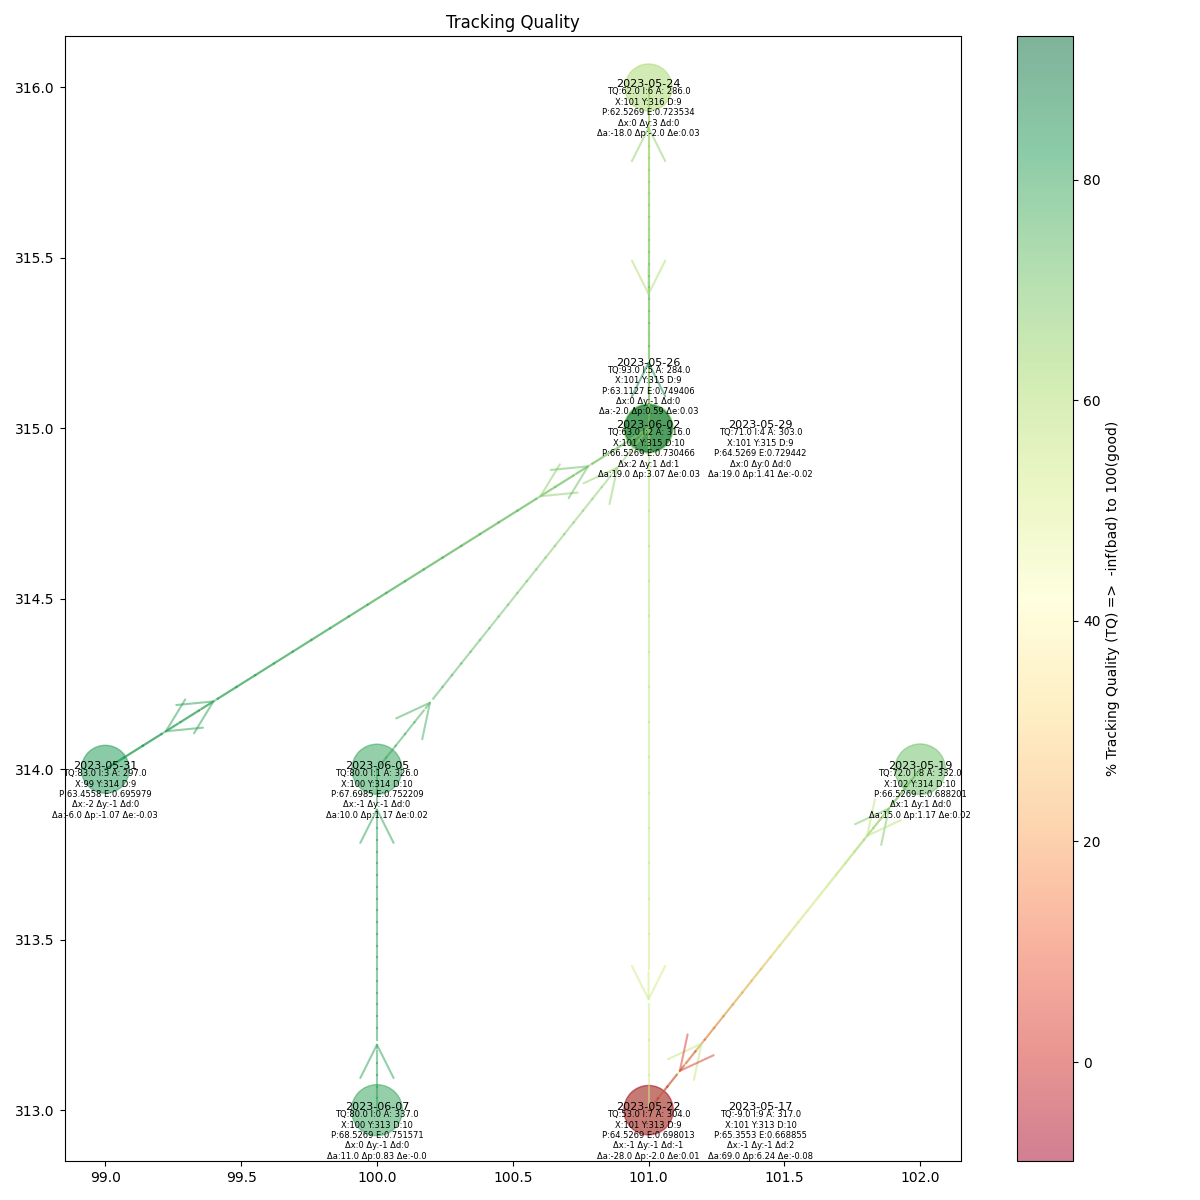 Tracking Quality
316.0
315.5
315.0
314.5
314.0
313.5
313.0
99.0
99.5
100.0
100.5
101.0
101.5
102.0
2023-05-24
TQ:62.0 I:6 A: 286.0
X:101 Y:316 D:9
P:62.5269 E:0.723534
Δx:0 Δy:3 Δd:0
Δa:-18.0 Δp:-2.0 Δe:0.03
2023-05-26
TQ:93.0 I:5 A: 284.0
X:101 Y:315 D:9
P:63.1127 E:0.749406
Δx:0 Δy:-1 Δd:0
Δa:-2.0 Δp:0.59 Δe:0.03
2023-06-02
TQ:63.0 I:2 A: 316.0
X:101 Y:315 D:10
P:66.5269 E:0.730466
Δx:2 Δy:1 Δd:1
Δa:19.0 Δp:3.07 Δe:0.03
2023-05-29
TQ:71.0 I:4 A: 303.0
X:101 Y:315 D:9
P:64.5269 E:0.729442
Δx:0 Δy:0 Δd:0
Δa:19.0 Δp:1.41 Δe:-0.02
2023-05-31
TQ:83.0 I:3 A: 297.0
X:99 Y:314 D:9
P:63.4558 E:0.695979
Δx:-2 Δy:-1 Δd:0
Δa:-6.0 Δp:-1.07 Δe:-0.03
2023-06-05
TQ:80.0 I:1 A: 326.0
X:100 Y:314 D:10
P:67.6985 E:0.752209
Δx:-1 Δy:-1 Δd:0
Δa:10.0 Δp:1.17 Δe:0.02
2023-05-19
TQ:72.0 I:8 A: 332.0
X:102 Y:314 D:10
P:66.5269 E:0.688201
Δx:1 Δy:1 Δd:0
Δa:15.0 Δp:1.17 Δe:0.02
2023-06-07
TQ:80.0 I:0 A: 337.0
X:100 Y:313 D:10
P:68.5269 E:0.751571
Δx:0 Δy:-1 Δd:0
Δa:11.0 Δp:0.83 Δe:-0.0
2023-05-22
TQ:53.0 I:7 A: 304.0
X:101 Y:313 D:9
P:64.5269 E:0.698013
Δx:-1 Δy:-1 Δd:-1
Δa:-28.0 Δp:-2.0 Δe:0.01
2023-05-17
TQ:-9.0 I:9 A: 317.0
X:101 Y:313 D:10
P:65.3553 E:0.668855
Δx:-1 Δy:-1 Δd:2
Δa:69.0 Δp:6.24 Δe:-0.08
80
60
40
20
0
% Tracking Quality (TQ) => -inf(bad) to 100(good)